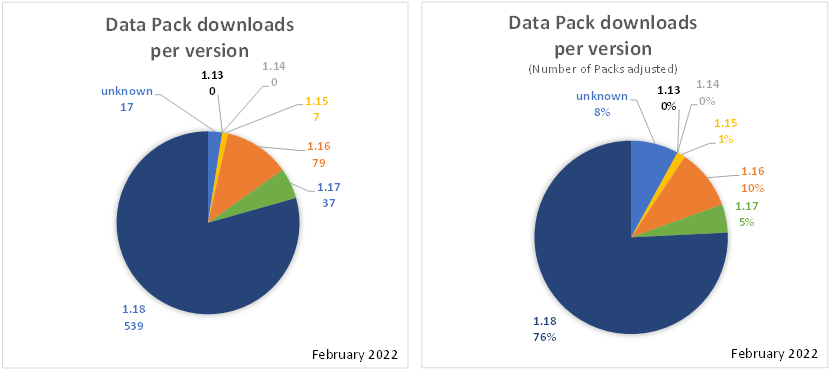 Data Pack downloads
per version
unknown
17
1.13
0
1.14
0
1.15
7
1.16
79
1.17
37
1.18
539
February 2022
Data Pack downloads
per version
(Number of Packs adjusted)
unknown
8%
1.13
0%
1.14
0%
1.15
1%
1.16
10%
1.17
5%
1.18
76%
February 2022